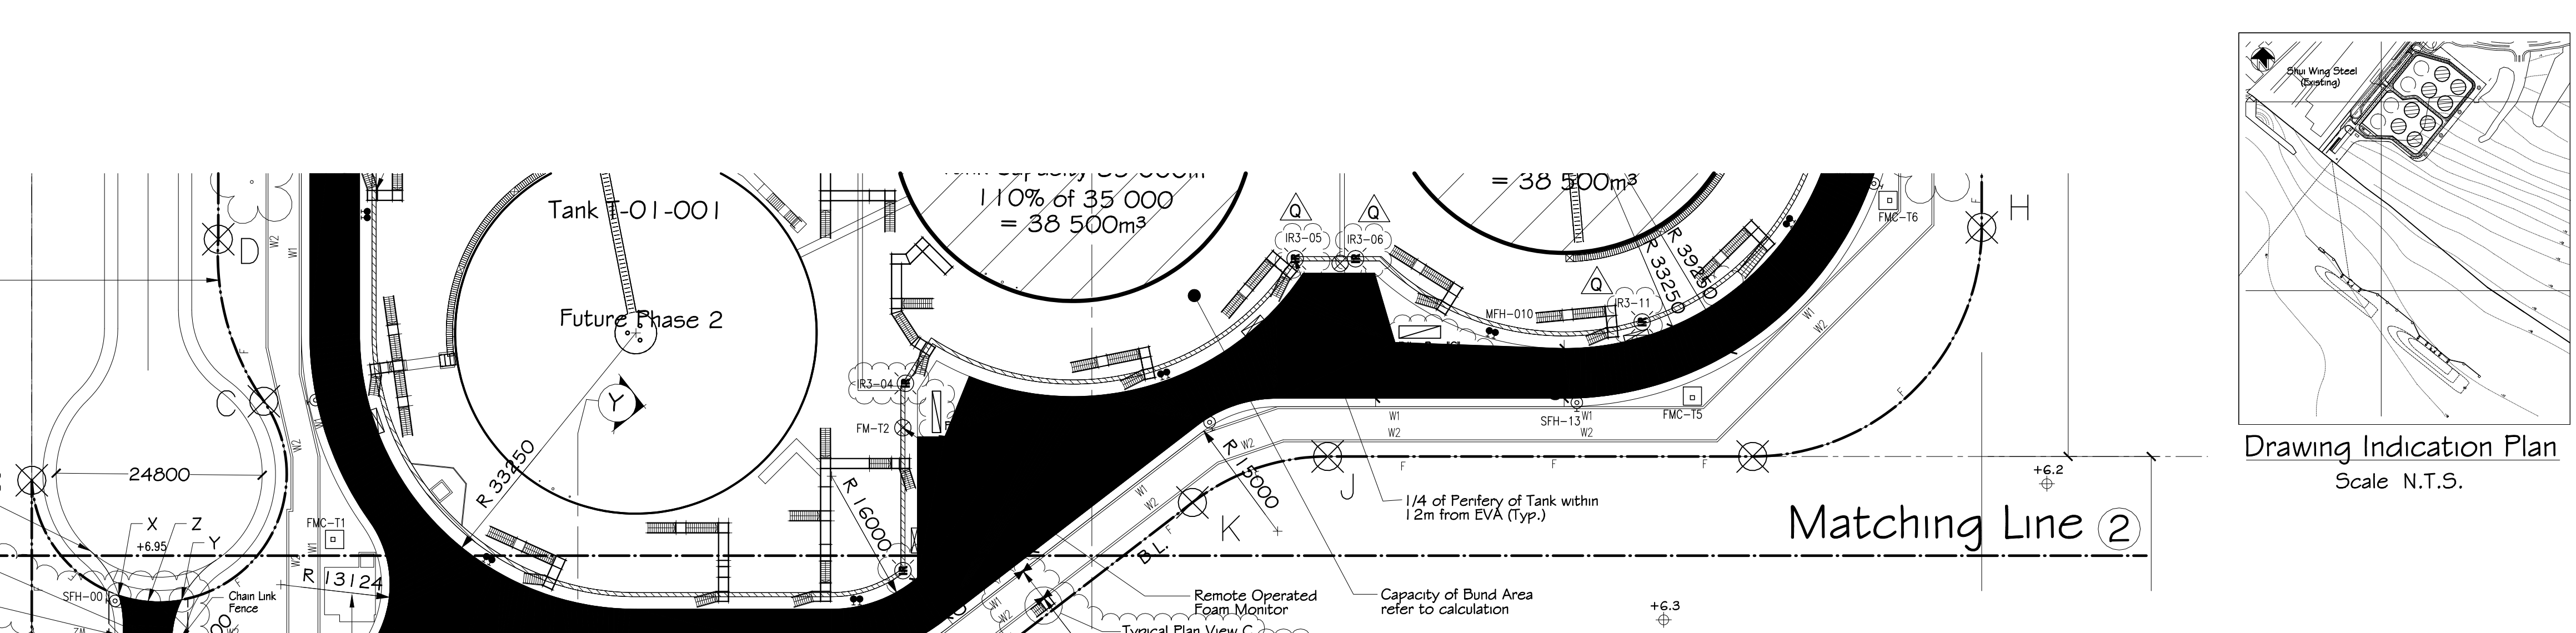 Shui Wing Steel
(Existing)
Drawing Indication Plan
Scale N.T.S.
110% of 35 000
= 38 500m³
= 38 500m³
Tank T-01-001
Future Phase 2
D
C
H
J
K
Q
Q
Q
IR3-05
IR3-06
IR3-11
IR3-04
MFH-010
FM-T2
FMC-T6
FMC-T5
FMC-T1
SFH-13
SFH-00
R 33250
R 39250
R 33250
R 16000
R 15000
R 13124
24800
X
Z
Y
+6.95
Y
W1
W2
F
B.L.
Chain Link
Fence
1/4 of Perifery of Tank within
12m from EVA (Typ.)
Remote Operated
Foam Monitor
Capacity of Bund Area
refer to calculation
Typical Plan View C
Matching Line 2
+6.2
+6.3